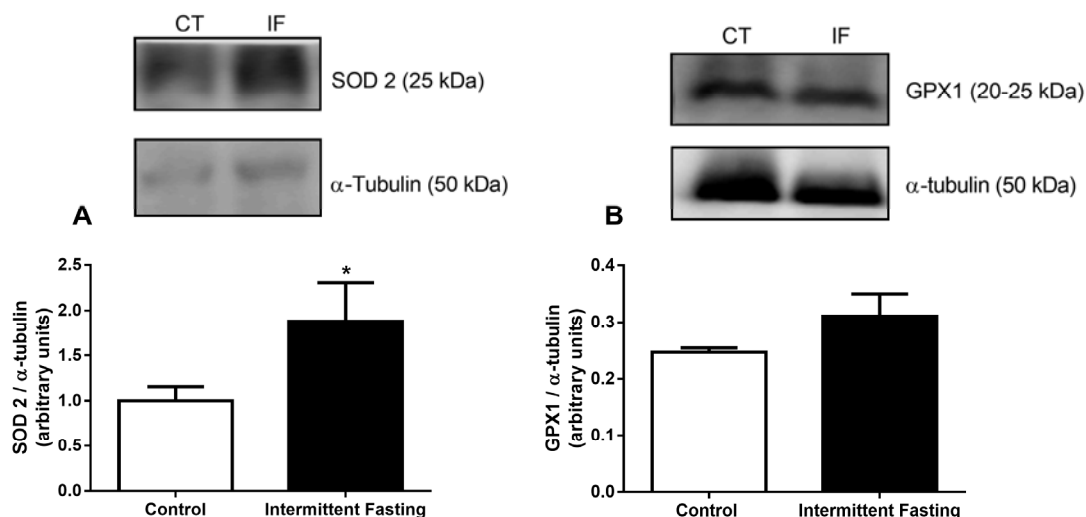 CT IF
SOD 2 (25 kDa)
α-Tubulin (50 kDa)
A
2.5
2.0
1.5
1.0
0.5
0.0
SOD 2 / α-tubulin
(arbitrary units)
*
Control Intermittent Fasting
CT IF
GPX1 (20-25 kDa)
α-tubulin (50 kDa)
B
0.4
0.3
0.2
0.1
0.0
GPX1 / α-tubulin
(arbitrary units)
Control Intermittent Fasting